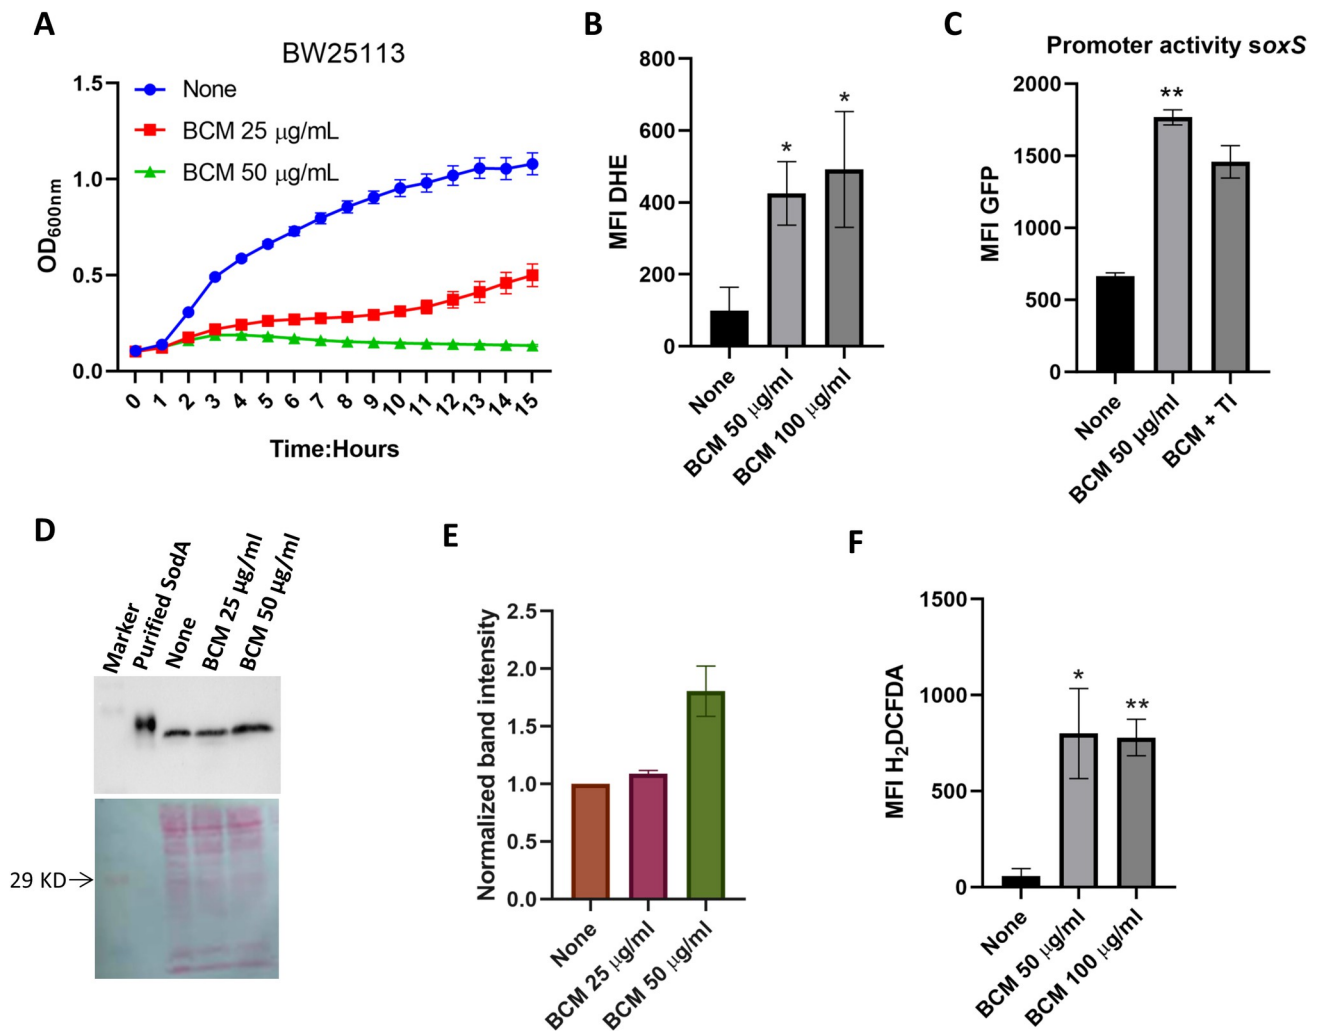 A
BW25113
None
BCM 25 μg/mL
BCM 50 μg/mL
OD600nm
1.5
1.0
0.5
0.0
0 1 2 3 4 5 6 7 8 9 10 11 12 13 14 15
Time:Hours
B
MFI DHE
800
600
400
200
0
*
*
None
BCM 50 μg/ml
BCM 100 μg/ml
C
Promoter activity soxS
MFI GFP
2000
1500
1000
500
0
**
None
BCM 50 μg/ml
BCM + TI
D
Marker
Purified SodA
None
BCM 25 μg/ml
BCM 50 μg/ml
29 KD
E
Normalized band intensity
2.5
2.0
1.5
1.0
0.5
0.0
None
BCM 25 μg/ml
BCM 50 μg/ml
F
MFI H2DCFDA
1500
1000
500
0
*
**
None
BCM 50 μg/ml
BCM 100 μg/ml